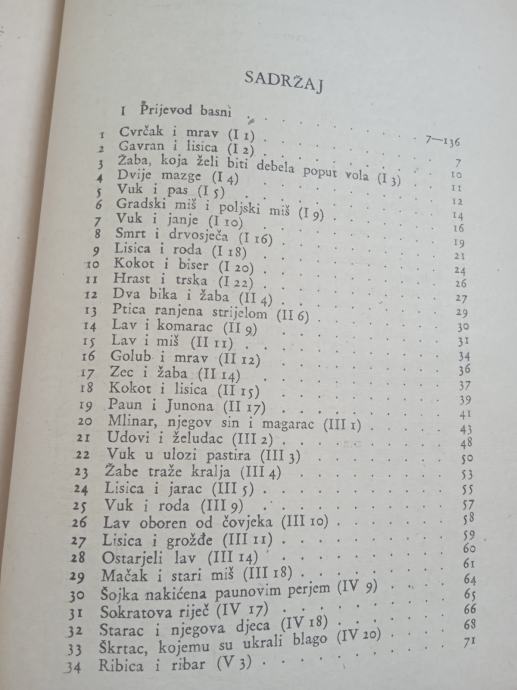 SADRŽAJ
I Prijevod basni . . . . . . . 7—136
1 Cvrčak i mrav (I 1) . . . . . . . 7
2 Gavran i lisica (I 2) . . . . . . . 10
3 Žaba, koja želi biti debela poput vola (I 3) . . 11
4 Dvije mazge (I 4) . . . . . . . 12
5 Vuk i pas (I 5) . . . . . . . 14
6 Gradski miš i poljski miš (I 9) . . . . . 16
7 Vuk i janje (I 10) . . . . . . . 19
8 Smrt i drvosječa (I 16) . . . . . . . 21
9 Lisica i roda (I 18) . . . . . . . 24
10 Kokot i biser (I 20) . . . . . . . 26
11 Hrast i trska (I 22) . . . . . . . 27
12 Dva bika i žaba (II 4) . . . . . . . 29
13 Ptica ranjena strijelom (II 6) . . . . . 30
14 Lav i komarac (II 9) . . . . . . . 31
15 Lav i miš (II 11) . . . . . . . 34
16 Golub i mrav (II 12) . . . . . . . 36
17 Zec i žaba (II 14) . . . . . . . 37
18 Kokot i lisica (II 15) . . . . . . . 39
19 Paun i Junona (II 17) . . . . . . . 41
20 Mlinar, njegov sin i magarac (III 1) . . . . 43
21 Udovi i želudac (III 2) . . . . . . . 48
22 Vuk u ulozi pastira (III 3) . . . . . . 50
23 Žabe traže kralja (III 4) . . . . . . . 53
24 Lisica i jarac (III 5) . . . . . . . 55
25 Vuk i roda (III 9) . . . . . . . 57
26 Lav oboren od čovjeka (III 10) . . . . . 58
27 Lisica i grožđe (III 11) . . . . . . . 59
28 Ostarjeli lav (III 14) . . . . . . . 60
29 Mačak i stari miš (III 18) . . . . . . 61
30 Šojka nakićena paunovim perjem (IV 9) . . . 64
31 Sokratova riječ (IV 17) . . . . . . . 65
32 Starac i njegova djeca (IV 18) . . . . . 66
33 Škrtac, kojemu su ukrali blago (IV 20) . . . 68
34 Ribica i ribar (V 3) . . . . . . . 71